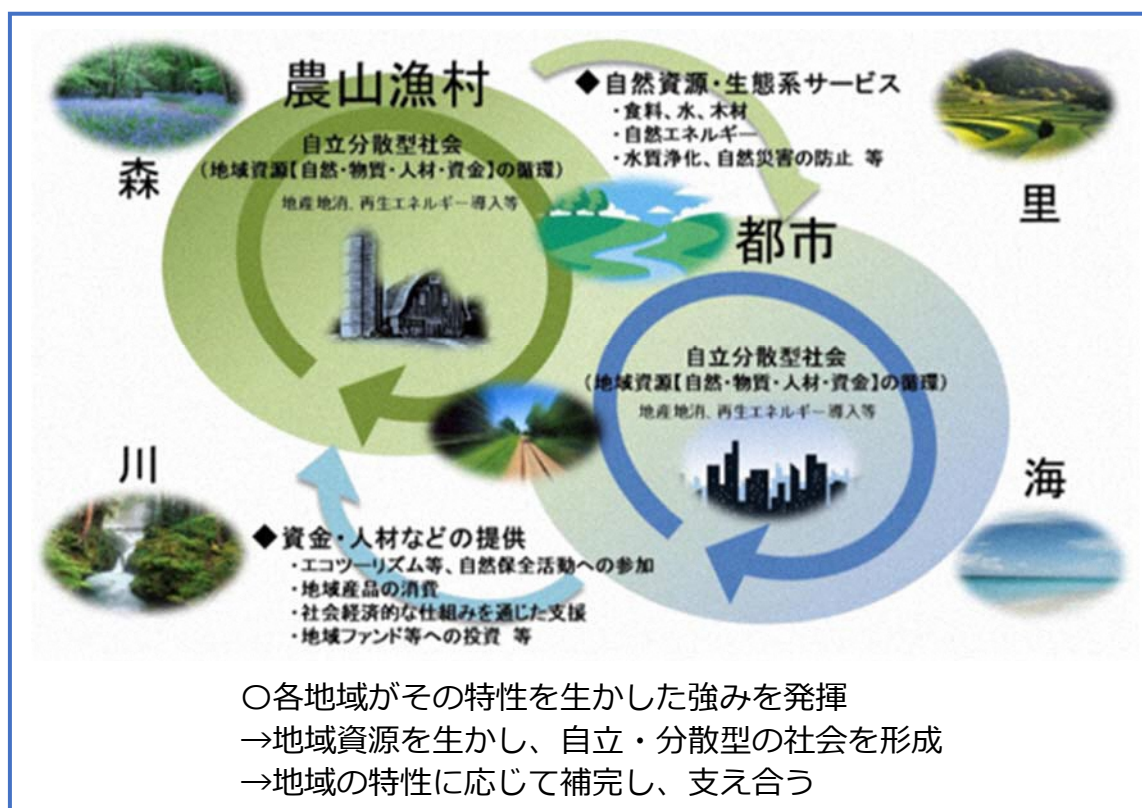 農山漁村
◆自然資源・生態系サービス
・食料、水、木材
・自然エネルギー
・水質浄化、自然災害の防止 等
森
自立分散型社会
（地域資源【自然・物質・人材・資金】の循環）
地産地消、再生エネルギー導入等
里
都市
自立分散型社会
（地域資源【自然・物質・人材・資金】の循環）
地産地消、再生エネルギー導入等
川
海
◆資金・人材などの提供
・エコツーリズム等、自然保全活動への参加
・地域産品の消費
・社会経済的な仕組みを通じた支援
・地域ファンド等への投資 等
〇各地域がその特性を生かした強みを発揮
→地域資源を生かし、自立・分散型の社会を形成
→地域の特性に応じて補完し、支え合う